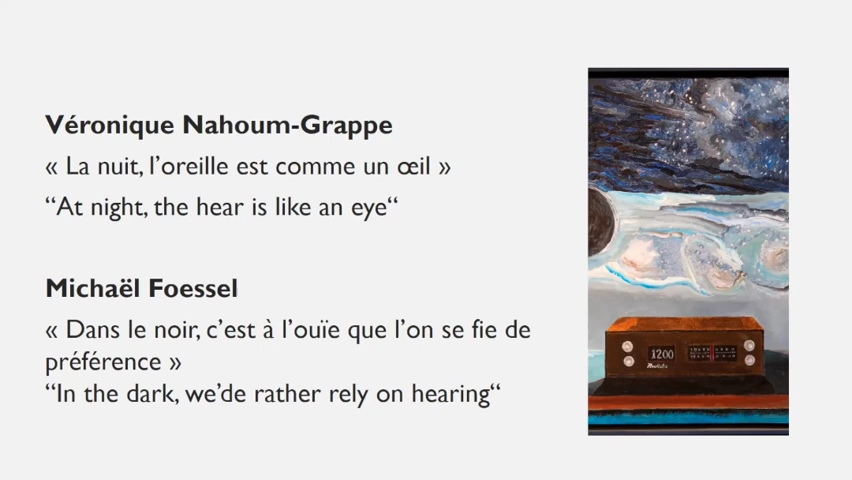 Véronique Nahoum-Grappe
« La nuit, l’oreille est comme un œil »
“At night, the hear is like an eye“
Michaël Foessel
« Dans le noir, c’est à l’ouïe que l’on se fie de
préférence »
“In the dark, we’de rather rely on hearing“
1200